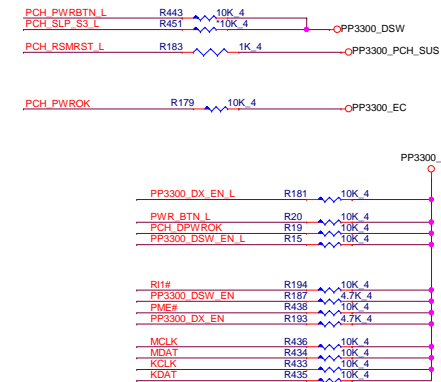 PCH_PWRBTN_L R443 *10K_4
PCH_SLP_S3_L R451 *10K_4
PP3300_DSW
PCH_RSMRST_L R183 1K_4 PP3300_PCH_SUS
PCH_PWROK R179 10K_4 PP3300_EC
PP3300_
PP3300_DX_EN_L R181 10K_4
PWR_BTN_L R20 10K_4
PCH_DPWROK R19 10K_4
PP3300_DSW_EN_L R15 10K_4
RI1# R194 10K_4
PP3300_DSW_EN R187 4.7K_4
PME# R438 10K_4
PP3300_DX_EN R193 4.7K_4
MCLK R436 10K_4
MDAT R434 10K_4
KCLK R433 10K_4
KDAT R435 10K_4